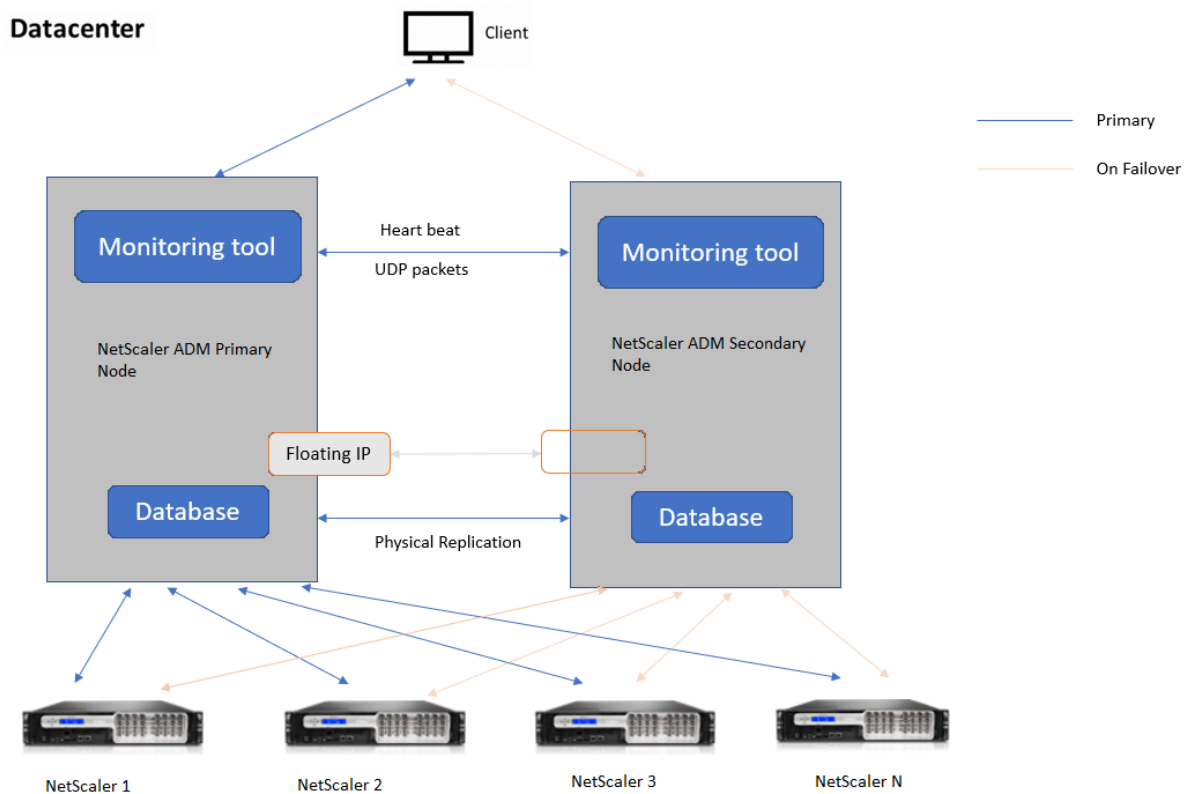 Datacenter
Client
Primary
On Failover
Monitoring tool
Heart beat
UDP packets
Monitoring tool
NetScaler ADM Primary
Node
NetScaler ADM Secondary
Node
Floating IP
Database
Database
Physical Replication
NetScaler 1
NetScaler 2
NetScaler 3
NetScaler N